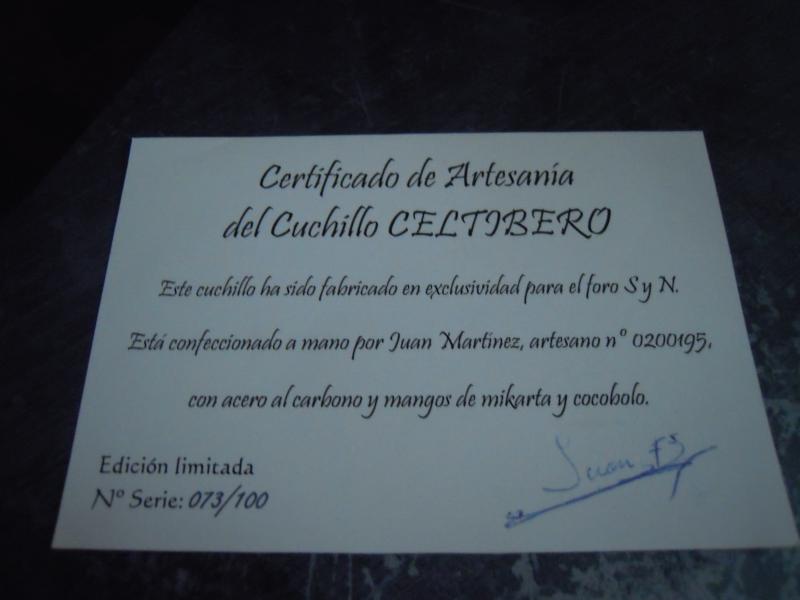 Certificado de Artesanía
del Cuchillo CELTIBERO
Este cuchillo ha sido fabricado en exclusividad para el foro S y N.
Está confeccionado a mano por Juan Martínez, artesano nº 0200195,
con acero al carbono y mangos de mikarta y cocobolo.
Edición limitada
Nº Serie: 073/100
Juan